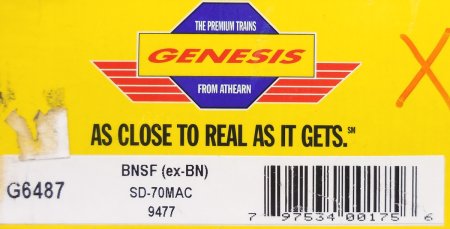 THE PREMIUM TRAINS
GENESIS
FROM ATHEARN
AS CLOSE TO REAL AS IT GETS.℠
BNSF (ex-BN)
G6487
SD-70MAC
9477
7 97534 00175 6
X